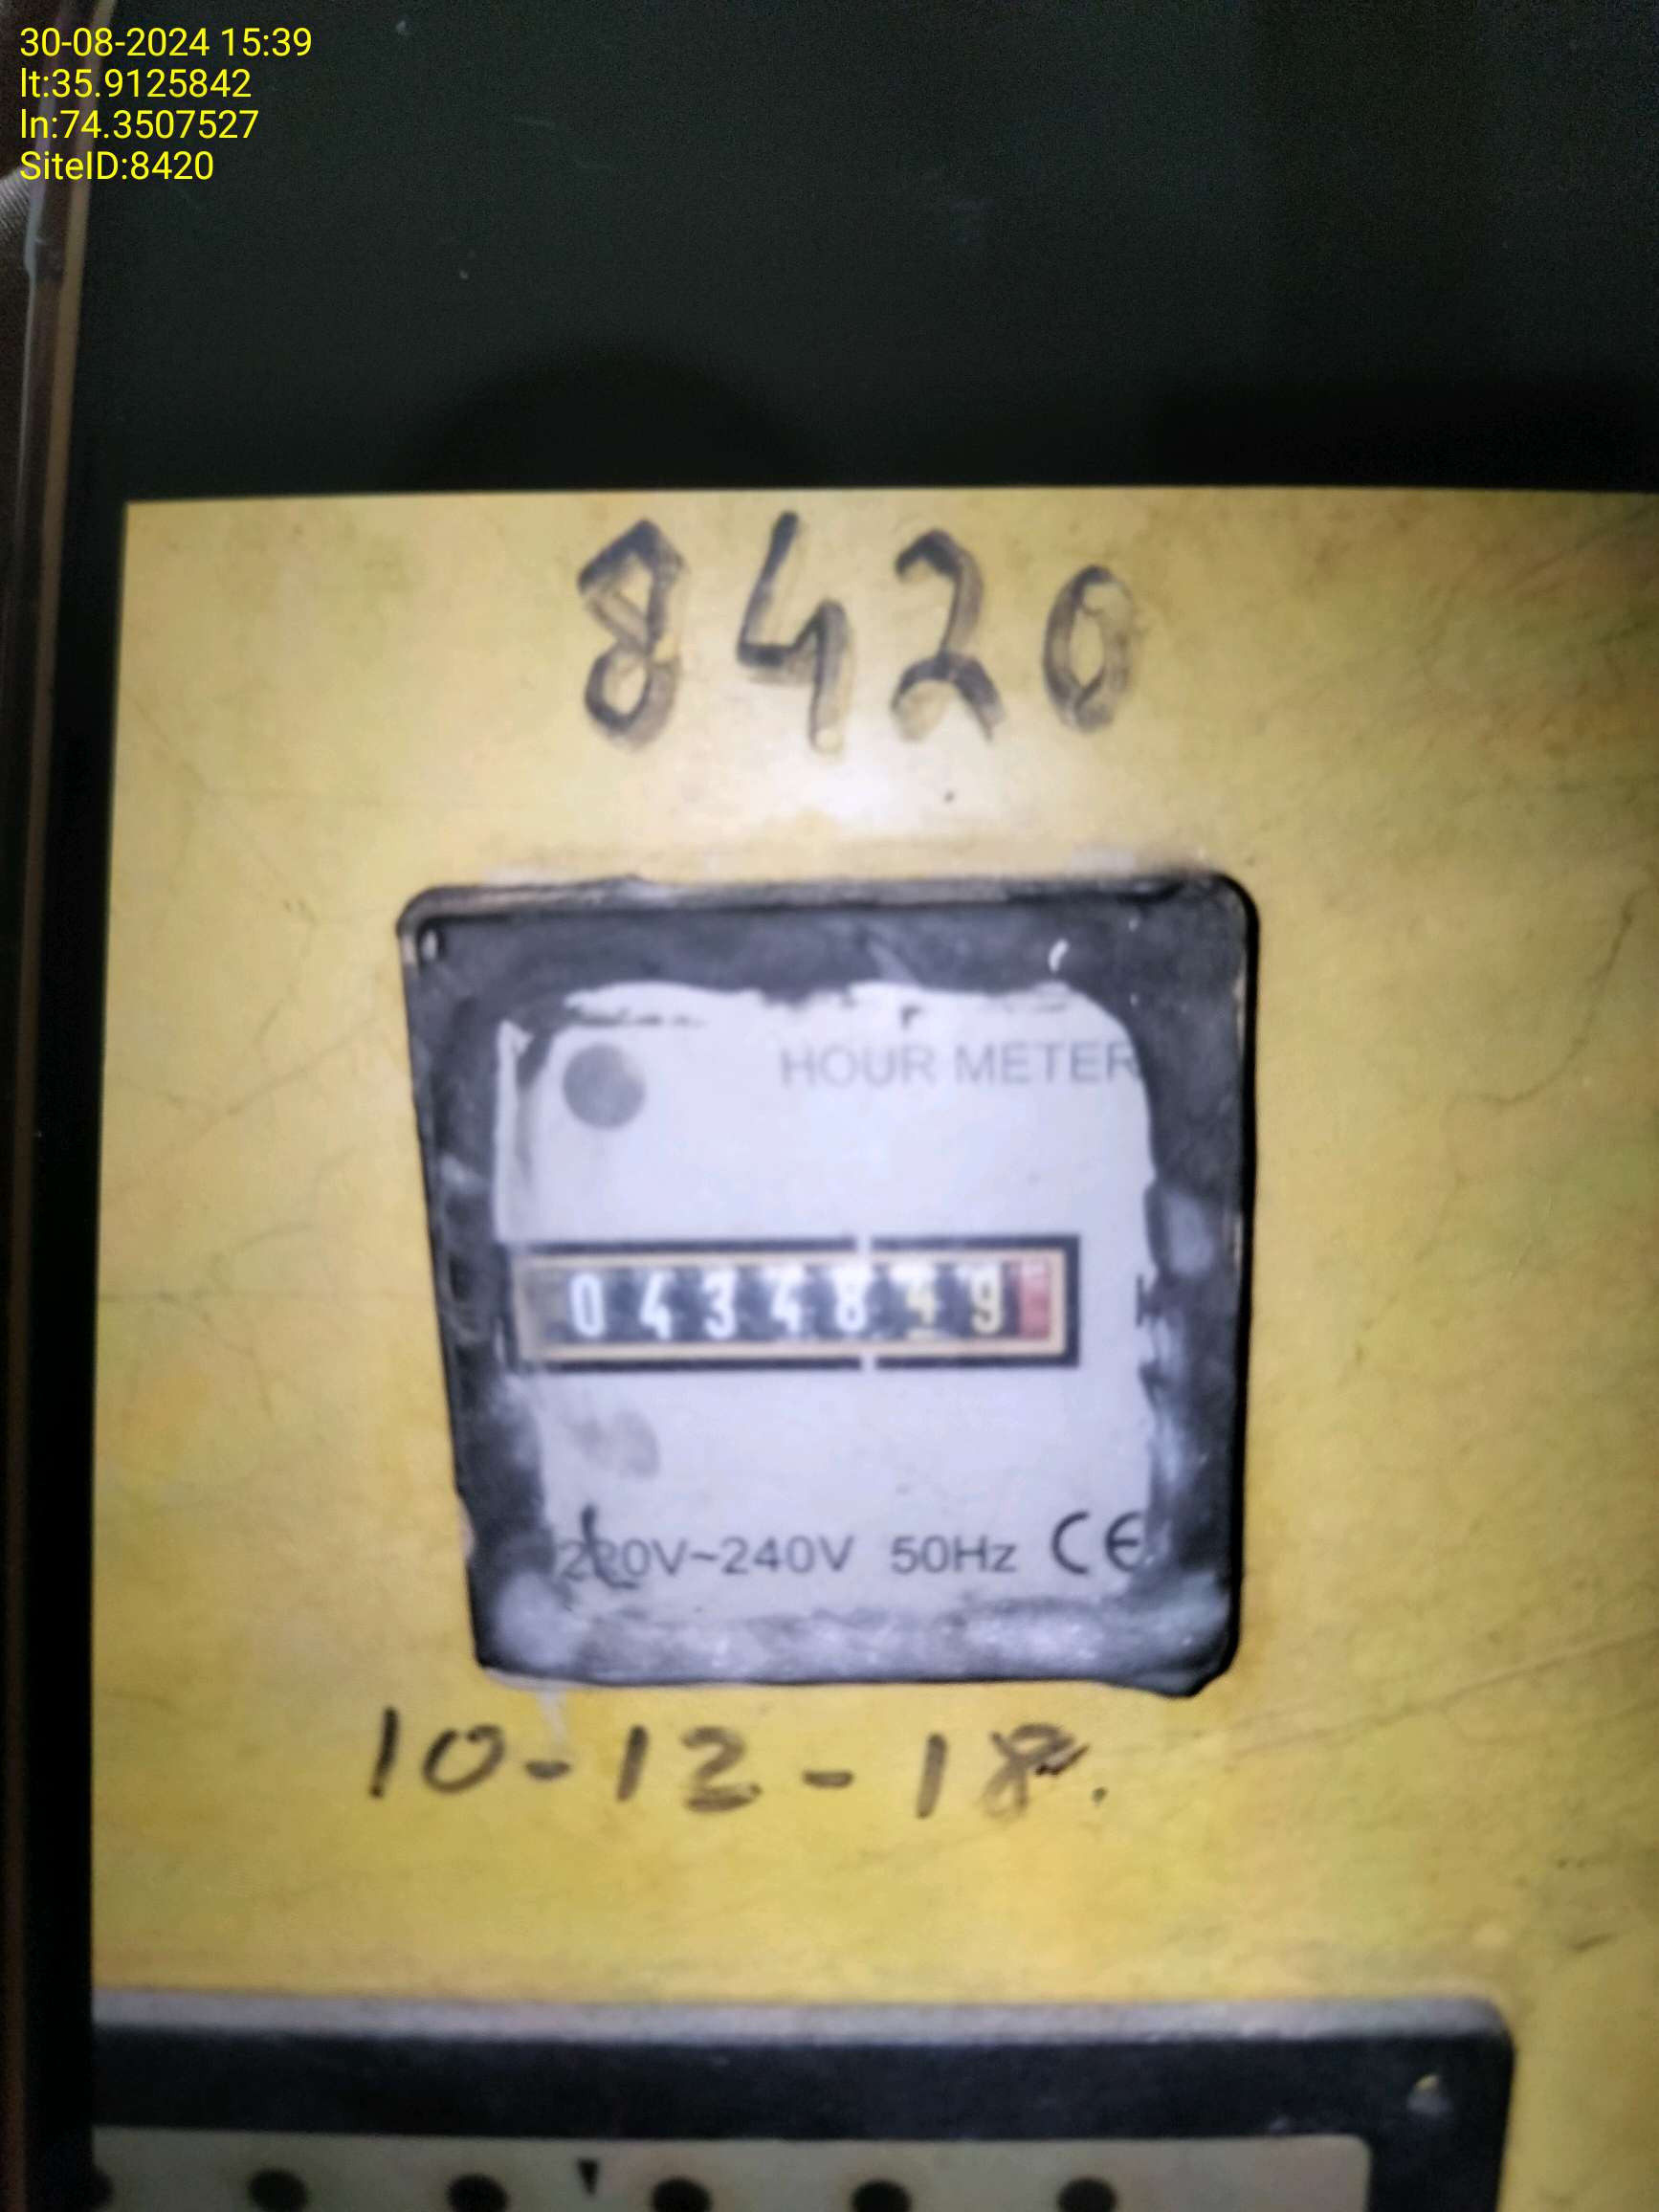 30-08-2024 15:39
lt:35.9125842
ln:74.3507527
SiteID:8420
8420
HOUR METER
0434849
220V~240V 50Hz CE
10-12-18.